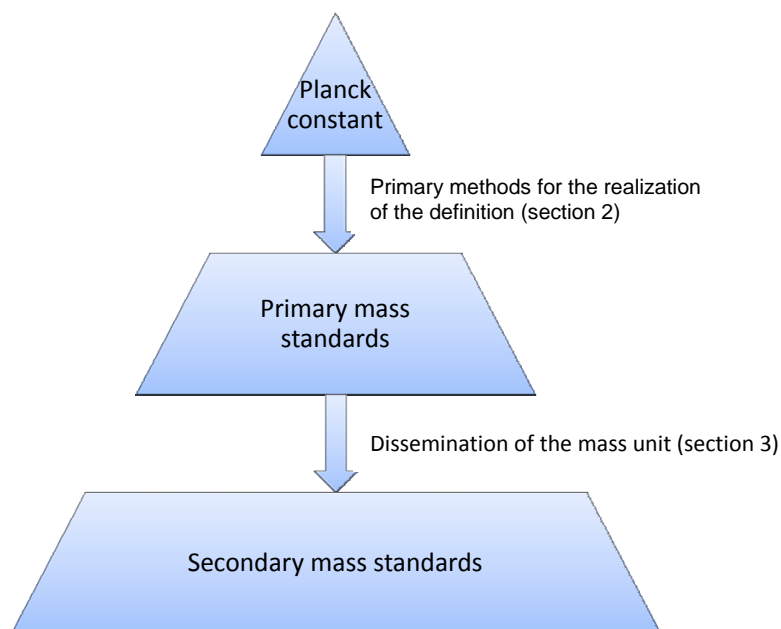 Planck
constant
Primary methods for the realization
of the definition (section 2)
Primary mass
standards
Dissemination of the mass unit (section 3)
Secondary mass standards